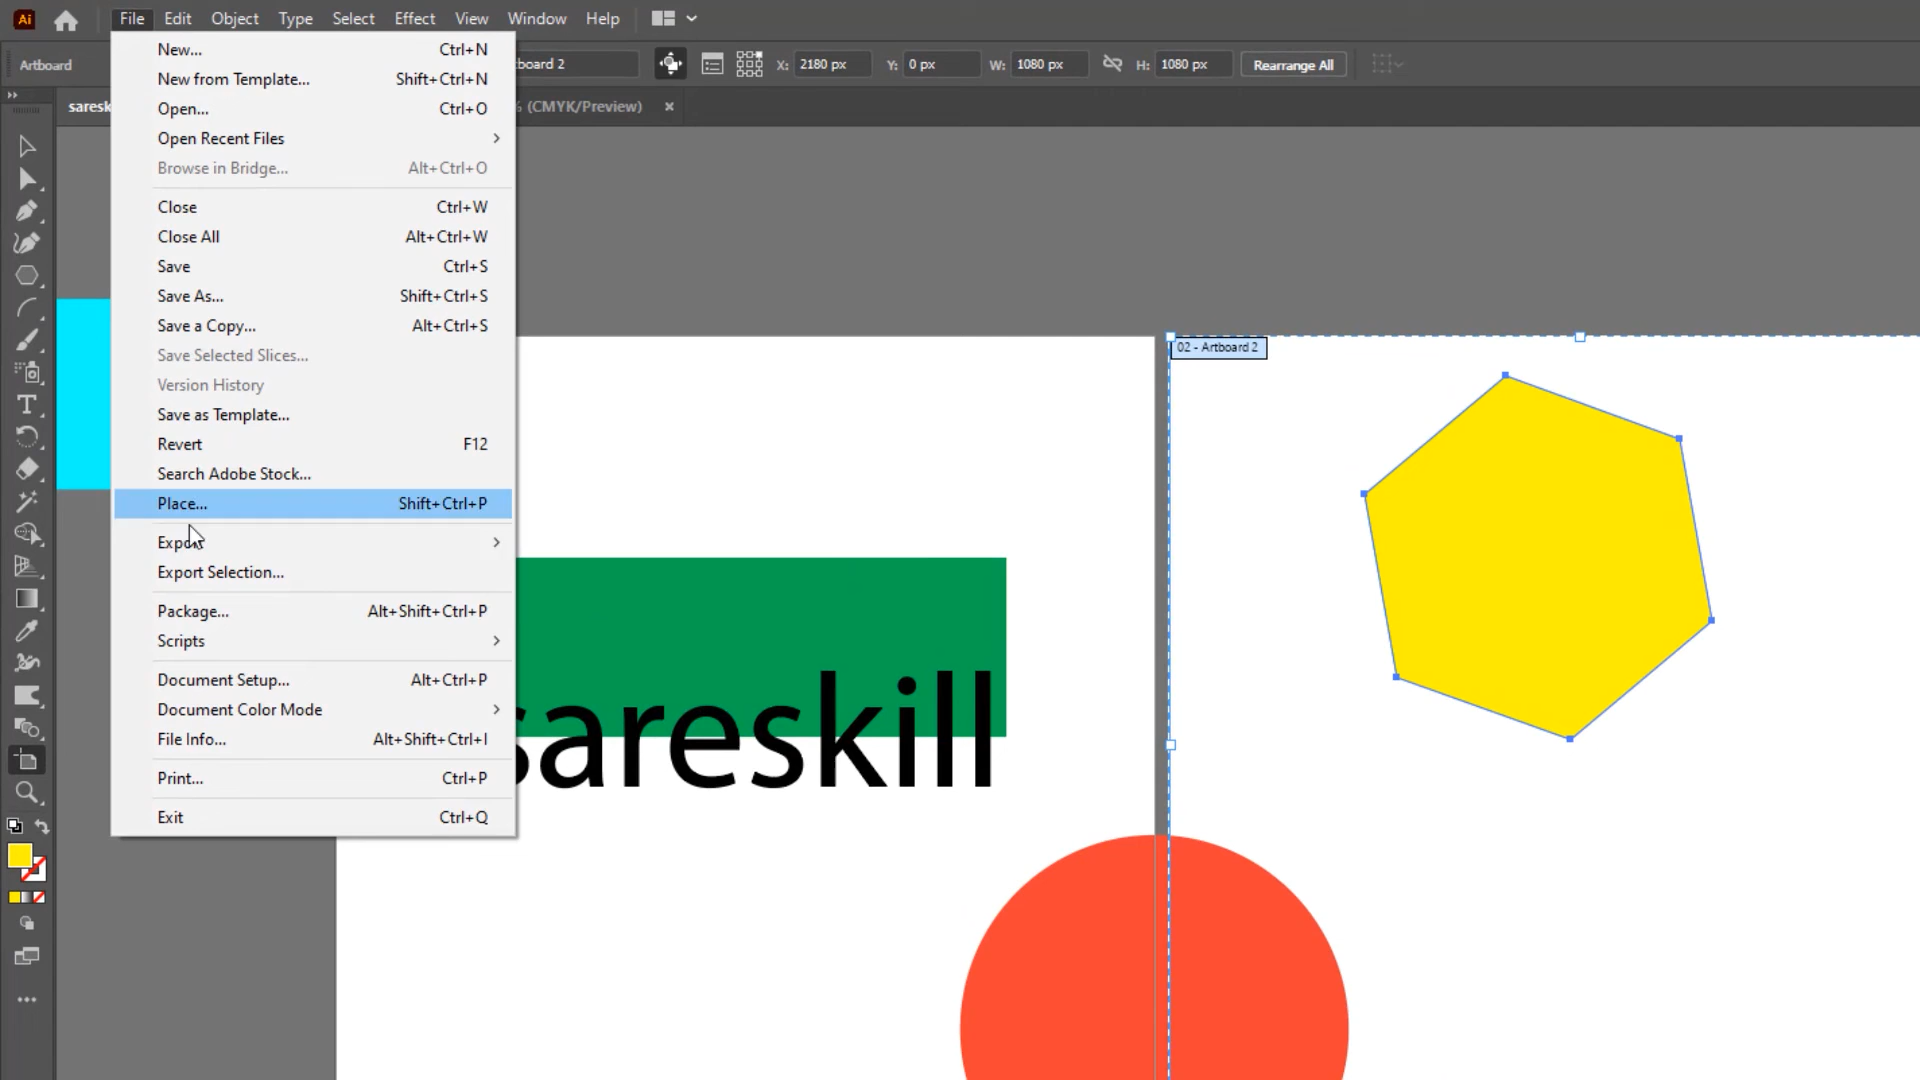 Ai File Edit Object Type Select Effect View Window Help
Artboard board 2 X: 2180 px Y: 0 px W: 1080 px H: 1080 px Rearrange All
saresk % (CMYK/Preview) ×
New... Ctrl+N
New from Template... Shift+Ctrl+N
Open... Ctrl+O
Open Recent Files
Browse in Bridge... Alt+Ctrl+O
Close Ctrl+W
Close All Alt+Ctrl+W
Save Ctrl+S
Save As... Shift+Ctrl+S
Save a Copy... Alt+Ctrl+S
Save Selected Slices...
Version History
Save as Template...
Revert F12
Search Adobe Stock...
Place... Shift+Ctrl+P
Export
Export Selection...
Package... Alt+Shift+Ctrl+P
Scripts
Document Setup... Alt+Ctrl+P
Document Color Mode
File Info... Alt+Shift+Ctrl+I
Print... Ctrl+P
Exit Ctrl+Q
02 - Artboard 2
sareskill